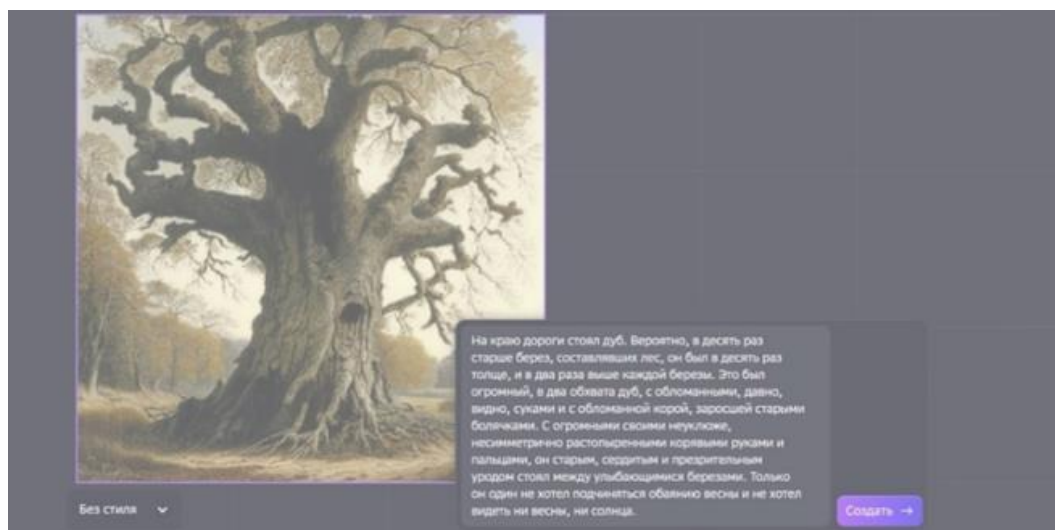 На краю дороги стоял дуб. Вероятно, в десять раз
старше берез, составлявших лес, он был в десять раз
толще, и в два раза выше каждой березы. Это был
огромный, в два обхвата дуб, с обломанными, давно,
видно, суками и с обломанной корой, заросшей старыми
болячками. С огромными своими неуклюже,
несимметрично растопыренными корявыми руками и
пальцами, он старым, сердитым и презрительным
уродом стоял между улыбающимися березами. Только
он один не хотел подчиняться обаянию весны и не хотел
видеть ни весны, ни солнца.
Без стиля
Создать →